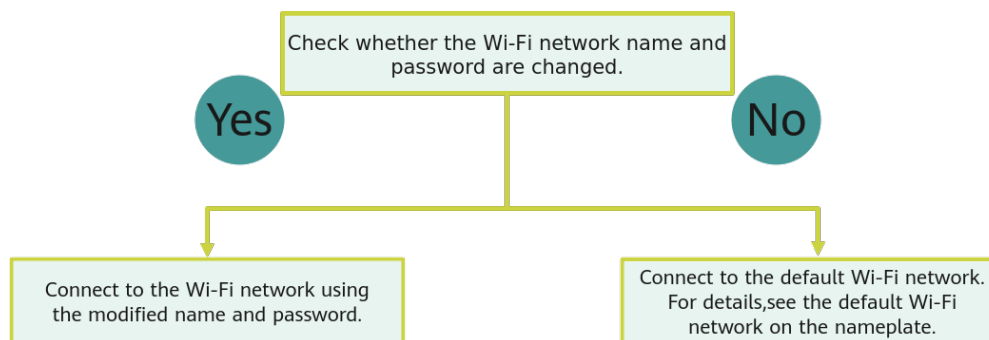 Check whether the Wi-Fi network name and
password are changed.
Yes
No
Connect to the Wi-Fi network using
the modified name and password.
Connect to the default Wi-Fi network.
For details,see the default Wi-Fi
network on the nameplate.